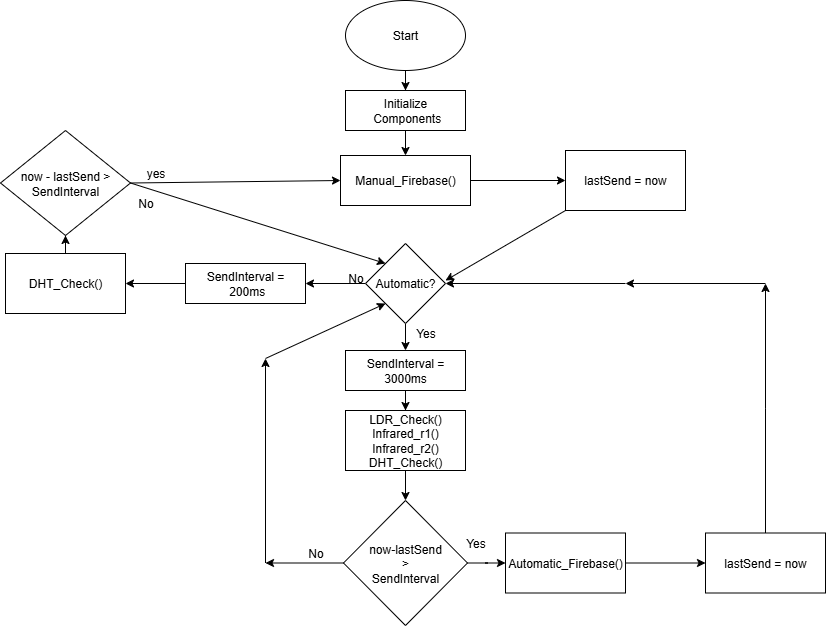 Start
Initialize
Components
now - lastSend >
SendInterval
yes
No
Manual_Firebase()
lastSend = now
DHT_Check()
SendInterval =
200ms
No
Automatic?
Yes
SendInterval =
3000ms
LDR_Check()
Infrared_r1()
Infrared_r2()
DHT_Check()
No
now-lastSend
>
SendInterval
Yes
Automatic_Firebase()
lastSend = now